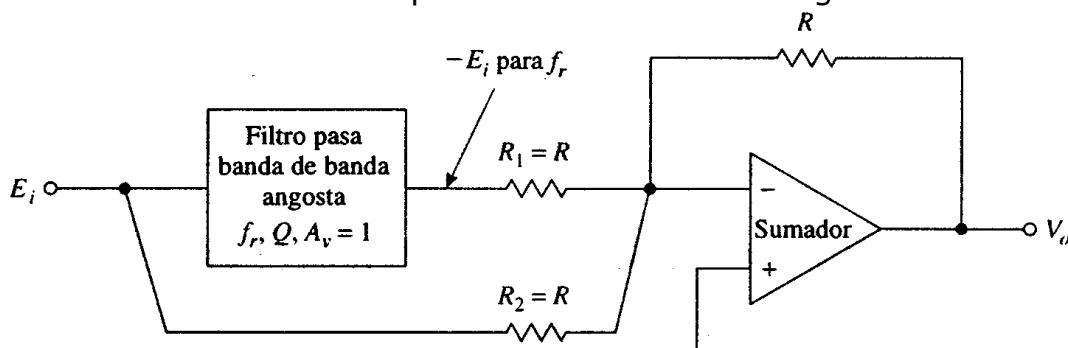 R
−E_i para f_r
Filtro pasa
banda de banda
angosta
f_r, Q, A_v = 1
R_1 = R
E_i
−
Sumador
+
V_o
R_2 = R